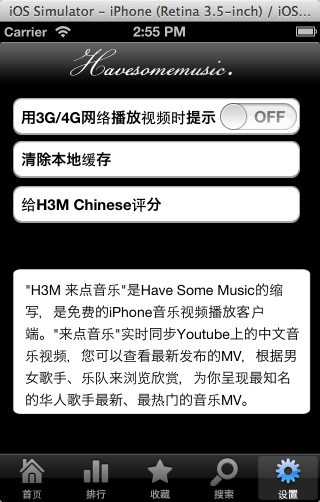 iOS Simulator - iPhone (Retina 3.5-inch) / iOS...
Carrier 2:55 PM
Havesomemusic.
用3G/4G网络播放视频时提示 OFF
清除本地缓存
给H3M Chinese评分
"H3M 来点音乐"是Have Some Music的缩
写，是免费的iPhone音乐视频播放客户
端。"来点音乐"实时同步Youtube上的中文音
乐视频，您可以查看最新发布的MV，根据男
女歌手、乐队来浏览欣赏，为你呈现最知名
的华人歌手最新、最热门的音乐MV。
首页 排行 收藏 搜索 设置